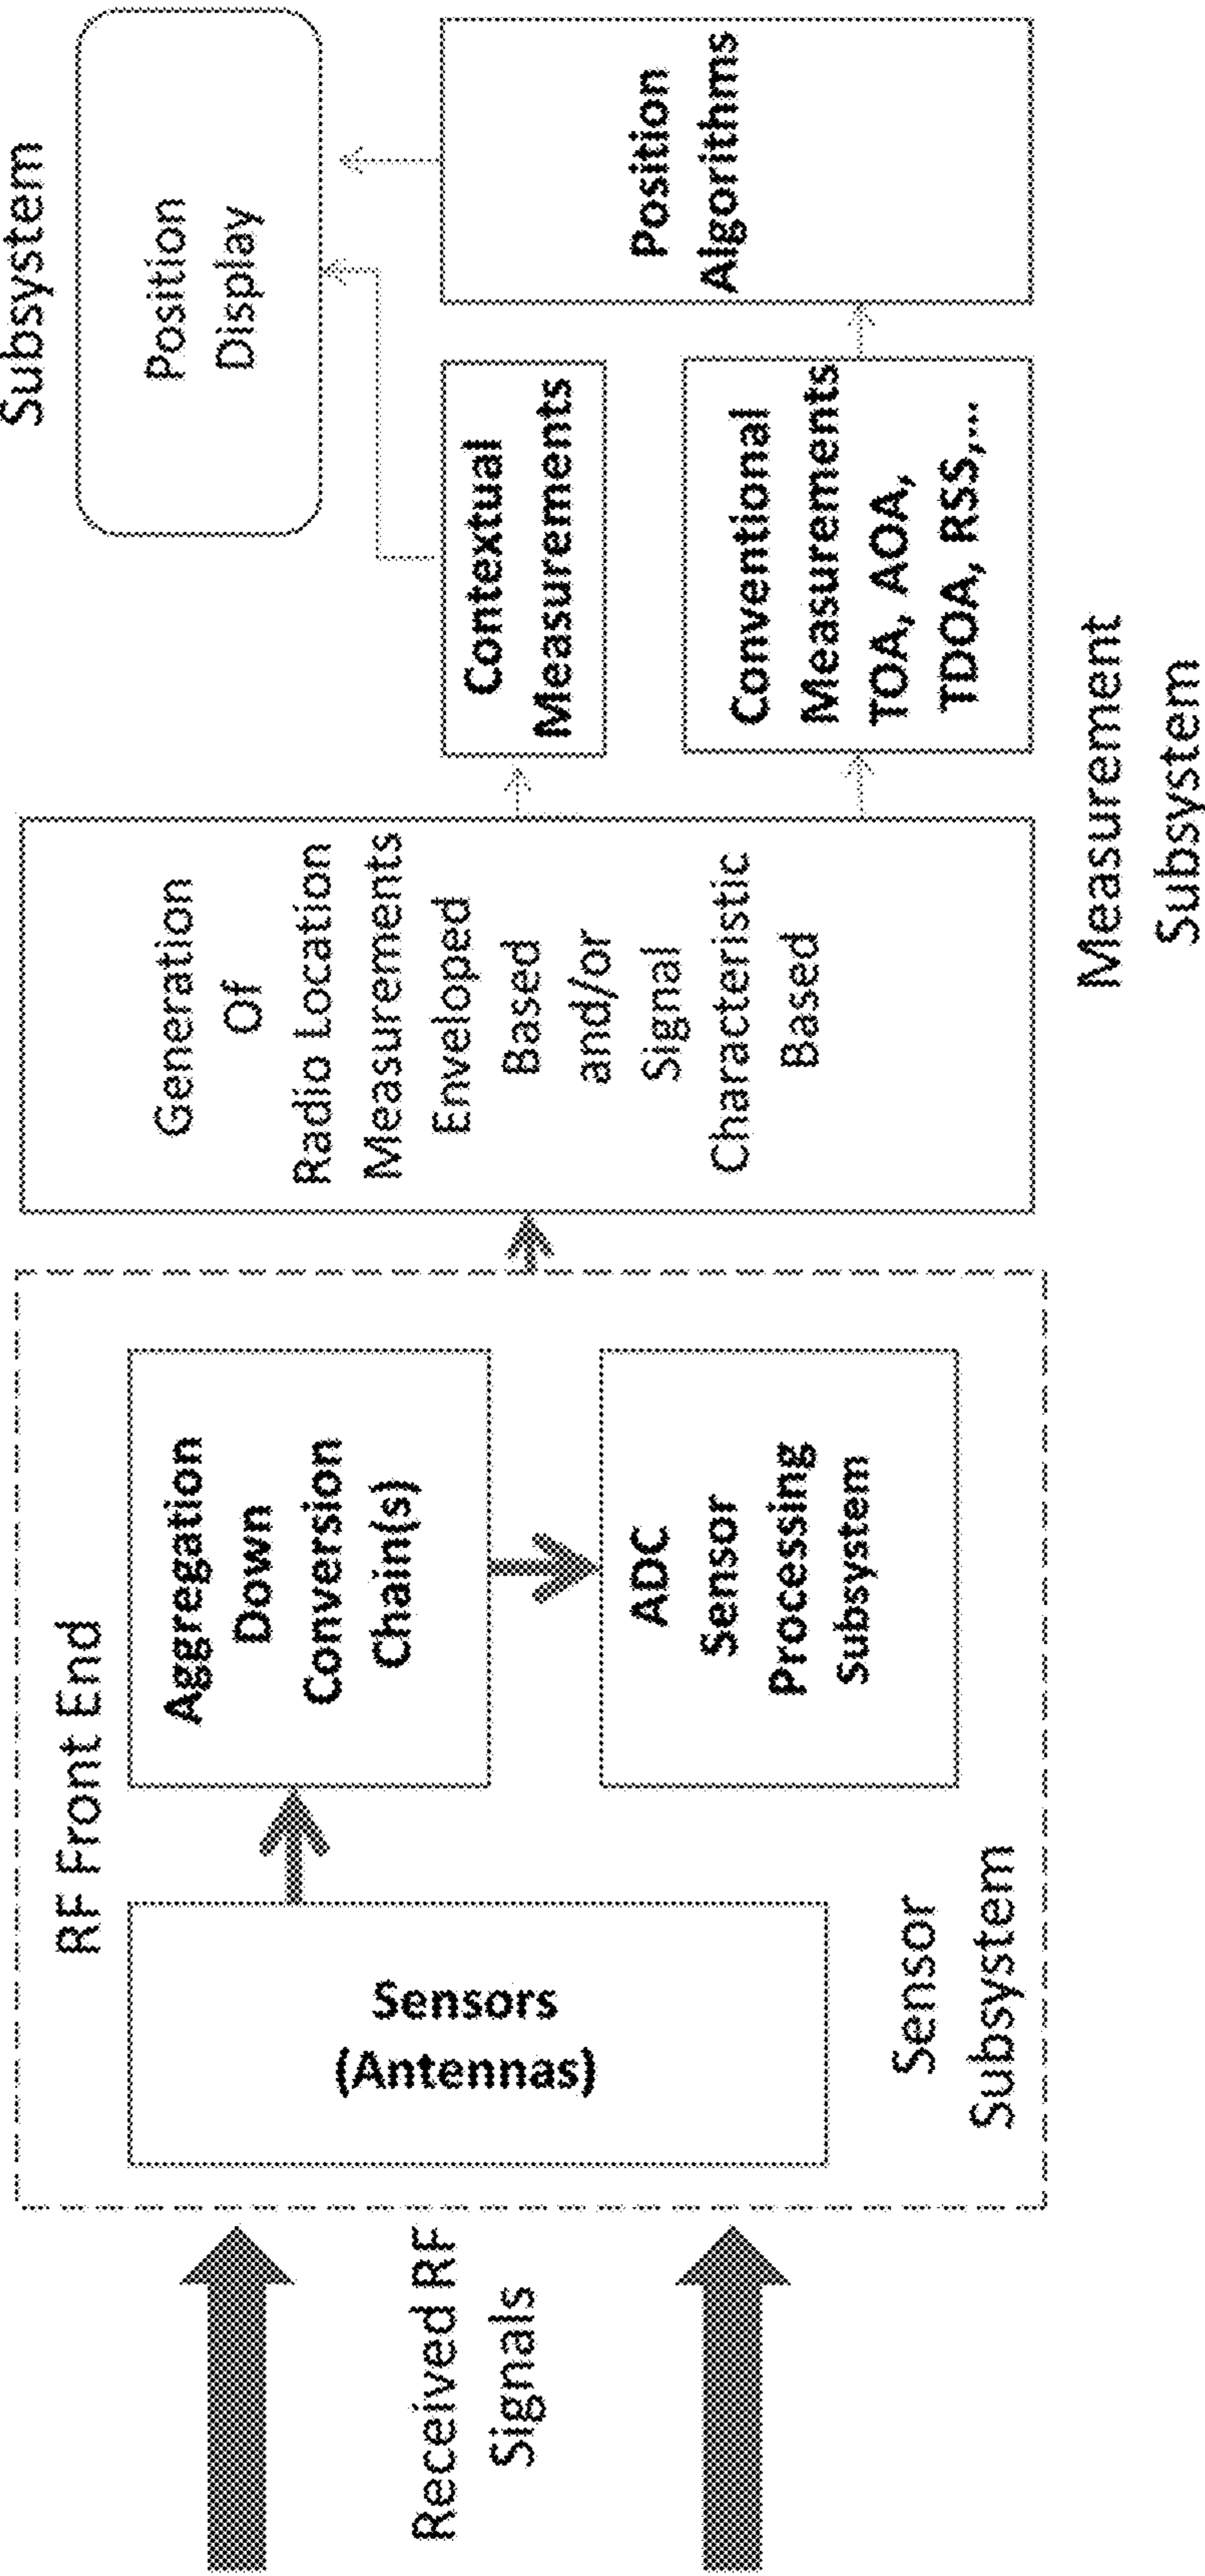 Received RF
Signals
RF Front End
Sensors
(Antennas)
Aggregation
Down
Conversion
Chain(s)
ADC
Sensor
Processing
Subsystem
Sensor
Subsystem
Generation
Of
Radio Location
Measurements
Enveloped
Based
and/or
Signal
Characteristic
Based
Contextual
Measurements
Conventional
Measurements
TOA, AOA,
TDOA, RSS,...
Measurement
Subsystem
Subsystem
Position
Display
Position
Algorithms